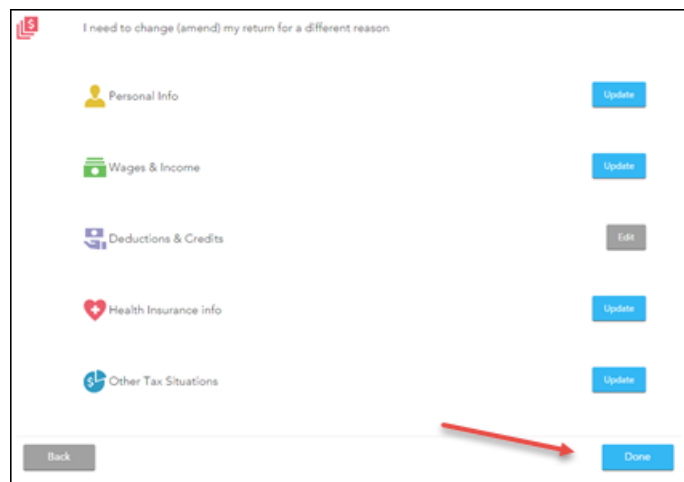 I need to change (amend) my return for a different reason
Personal Info Update
Wages & Income Update
Deductions & Credits Edit
Health Insurance info Update
Other Tax Situations Update
Back Done